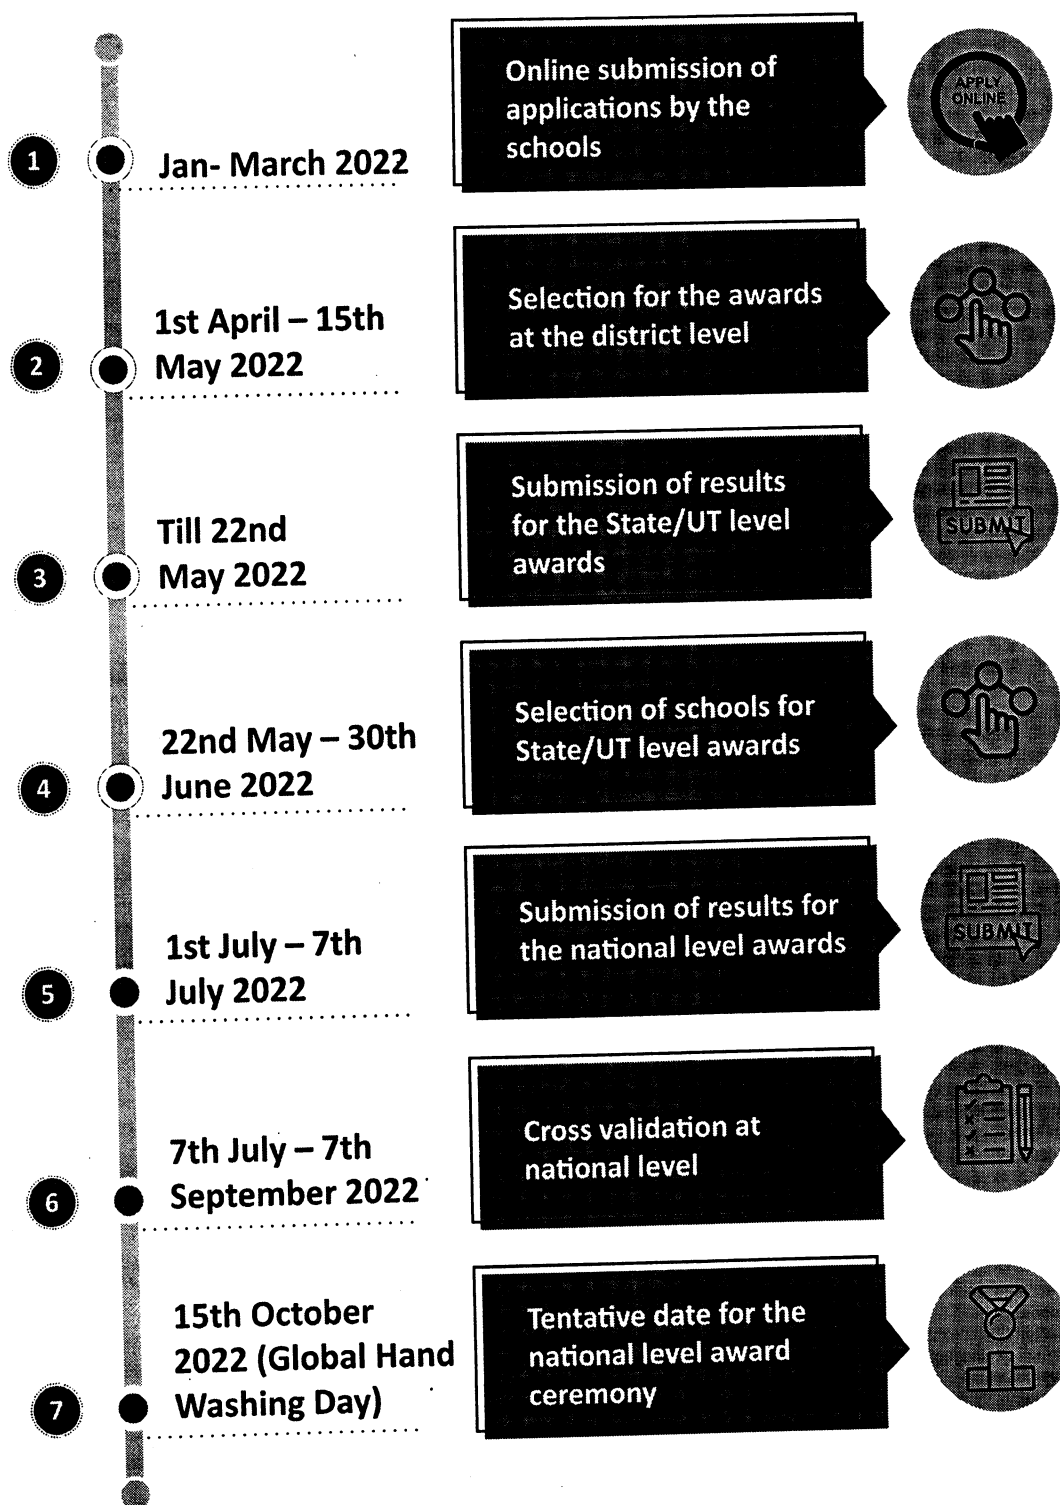 1
Jan- March 2022
Online submission of
applications by the
schools
APPLY
ONLINE
2
1st April – 15th
May 2022
Selection for the awards
at the district level
3
Till 22nd
May 2022
Submission of results
for the State/UT level
awards
SUBMIT
4
22nd May – 30th
June 2022
Selection of schools for
State/UT level awards
5
1st July – 7th
July 2022
Submission of results for
the national level awards
SUBMIT
6
7th July – 7th
September 2022
Cross validation at
national level
7
15th October
2022 (Global Hand
Washing Day)
Tentative date for the
national level award
ceremony